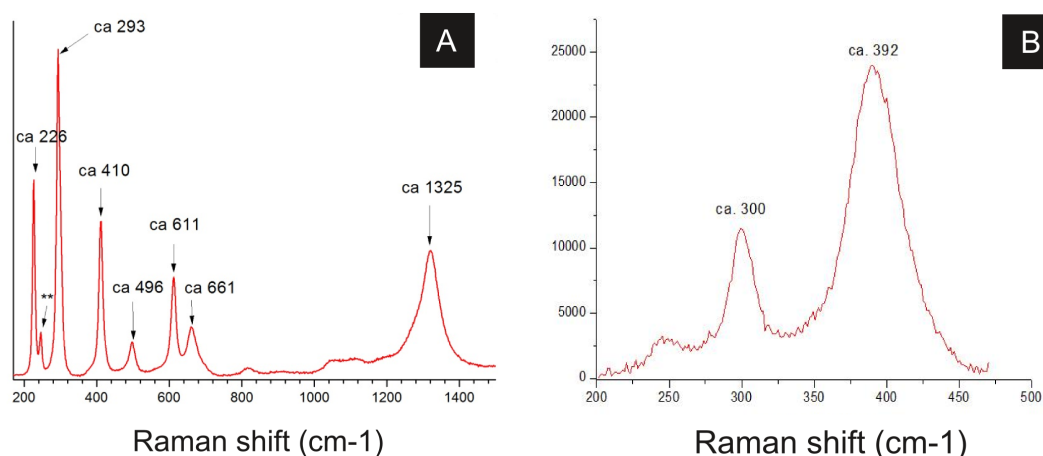 A
ca 293
ca 226
**
ca 410
ca 496
ca 611
ca 661
ca 1325
200 400 600 800 1000 1200 1400
Raman shift (cm-1)
B
25000
20000
15000
10000
5000
0
ca. 300
ca. 392
200 250 300 350 400 450 500
Raman shift (cm-1)